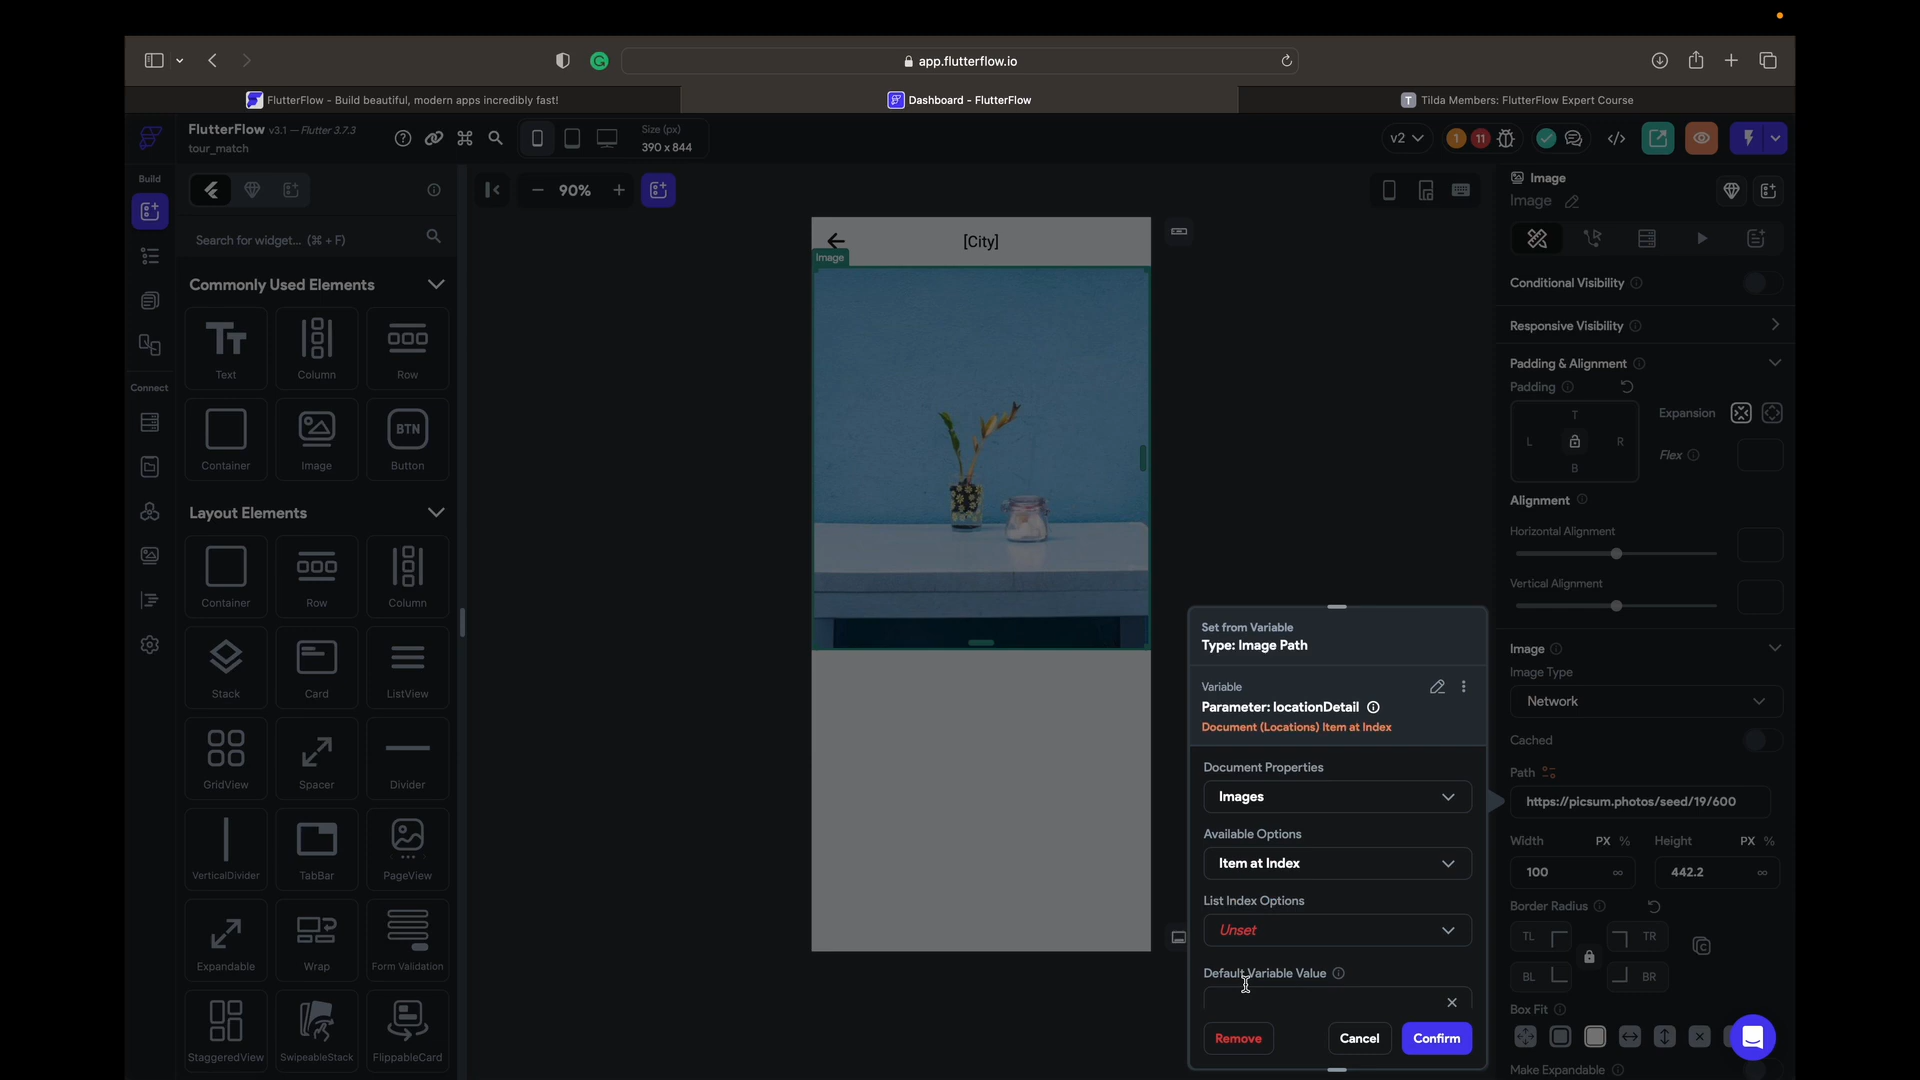 app.flutterflow.io
FlutterFlow - Build beautiful, modern apps incredibly fast!
Dashboard - FlutterFlow
T
Tilda Members: FlutterFlow Expert Course
FlutterFlow v3.1 — Flutter 3.7.3
tour_match
Size (px)
390 x 844
v2
1
11
Build
90%
Search for widget... (⌘ + F)
Commonly Used Elements
Text
Column
Row
BTN
Container
Image
Button
Connect
Layout Elements
Container
Row
Column
Stack
Card
ListView
GridView
Spacer
Divider
VerticalDivider
TabBar
PageView
Expandable
Wrap
Form Validation
StaggeredView
SwipeableStack
FlippableCard
[City]
Image
Set from Variable
Type: Image Path
Variable
Parameter: locationDetail
Document (Locations) Item at Index
Document Properties
Images
Available Options
Item at Index
List Index Options
Unset
Default Variable Value
Remove
Cancel
Confirm
Image
Image
Conditional Visibility
Responsive Visibility
Padding & Alignment
Padding
T
L
R
B
Expansion
Flex
Alignment
Horizontal Alignment
Vertical Alignment
Image
Image Type
Network
Cached
Path
https://picsum.photos/seed/19/600
Width PX %
Height PX %
100 ∞
442.2 ∞
Border Radius
TL
TR
BL
BR
Box Fit
Make Expandable